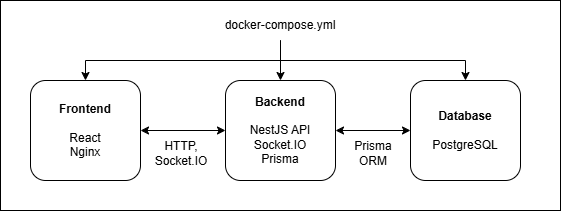 docker-compose.yml
Frontend
React
Nginx
HTTP,
Socket.IO
Backend
NestJS API
Socket.IO
Prisma
Prisma
ORM
Database
PostgreSQL